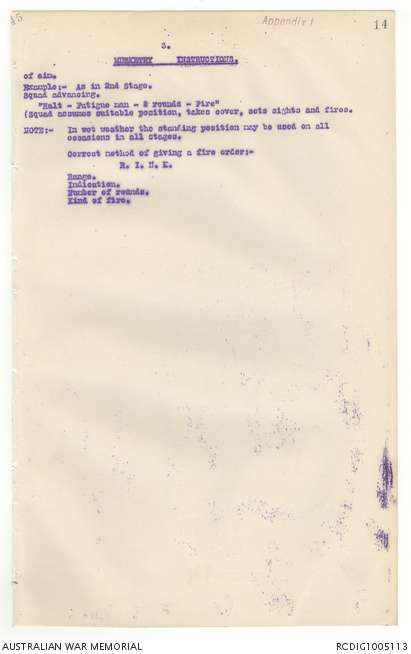 Appendix 1
14
3.
MUSKETRY INSTRUCTIONS.
of aim.
Example:- As in 2nd Stage.
Squad advancing.
"Halt - Fatigue man - 2 rounds - Fire"
(Squad assumes suitable position, takes cover, sets sights and fires.
NOTE:- In wet weather the standing position may be used on all
occasions in all stages.
Correct method of giving a fire order:-
R. I. N. K.
Range.
Indication.
Number of rounds.
Kind of fire.
AUSTRALIAN WAR MEMORIAL
RCDIG1005113